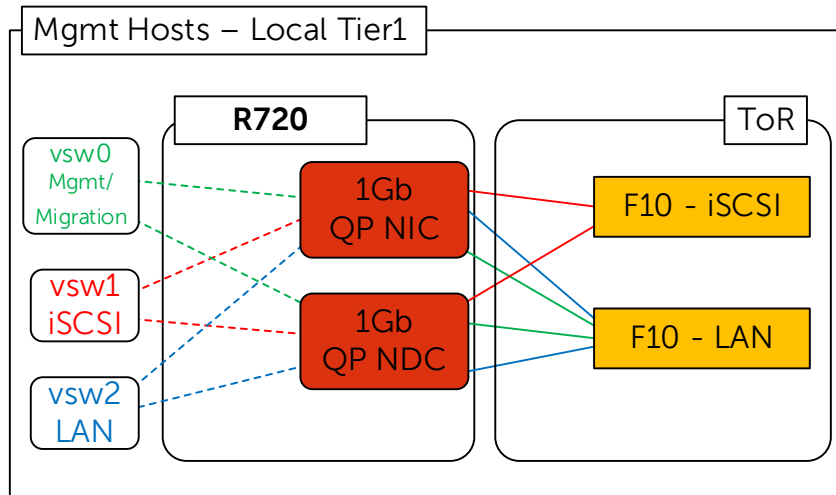 Mgmt Hosts – Local Tier1
R720
ToR
vsw0
Mgmt/
Migration
vsw1
iSCSI
vsw2
LAN
1Gb
QP NIC
1Gb
QP NDC
F10 - iSCSI
F10 - LAN